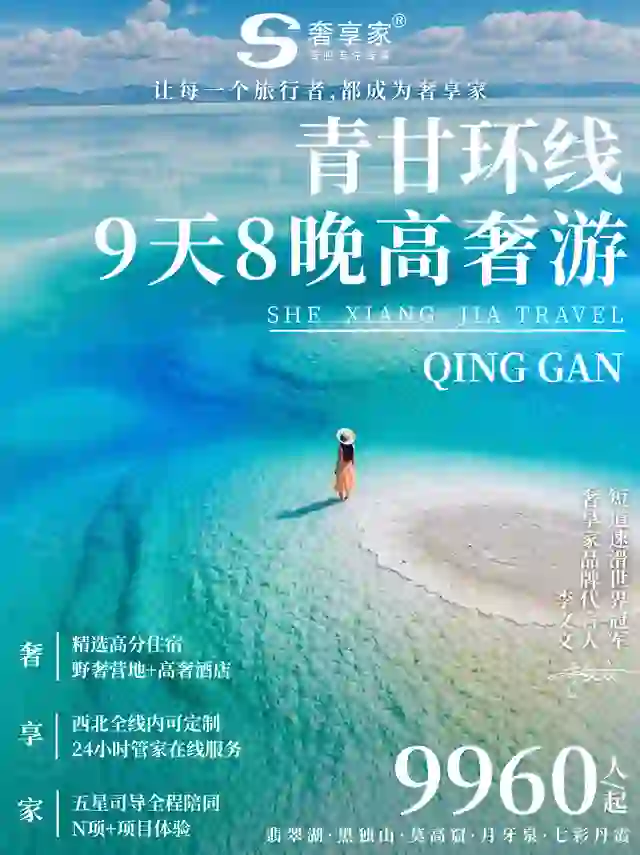 奢享家®
让每一个旅行者,都成为奢享家
青甘环线
9天8晚高奢游
SHE XIANG JIA TRAVEL
QING GAN
短道速滑世界冠军
奢享家品牌代言人
李文文
奢
精选高分住宿
野奢营地+高奢酒店
享
西北全线内可定制
24小时管家在线服务
家
五星司导全程陪同
N项+项目体验
9960人/起
翡翠湖·黑独山·莫高窟·月牙泉·七彩丹霞